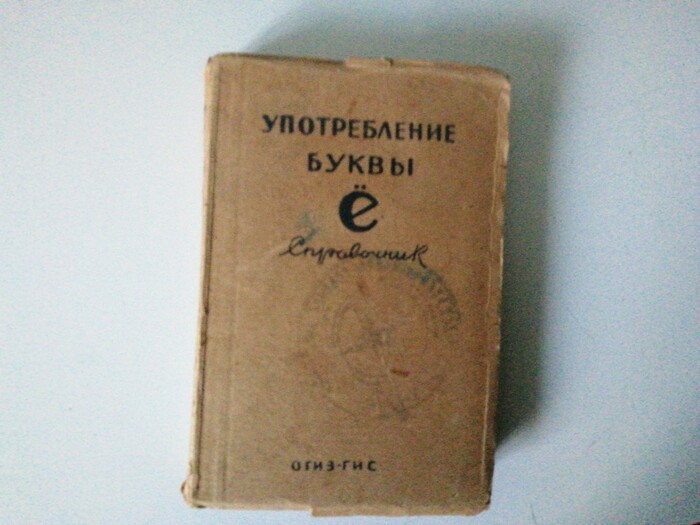 УПОТРЕБЛЕНИЕ
БУКВЫ
Ё
Справочник
ОГИЗ-ГИС